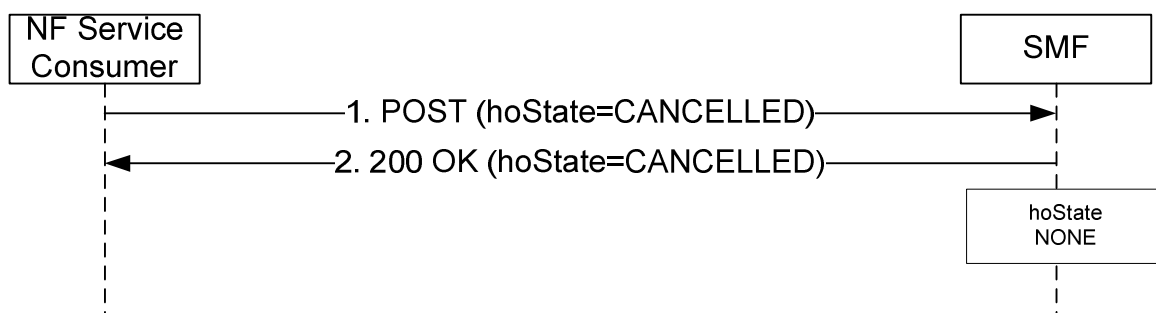 NF Service
Consumer
SMF
1. POST (hoState=CANCELLED)
2. 200 OK (hoState=CANCELLED)
hoState
NONE